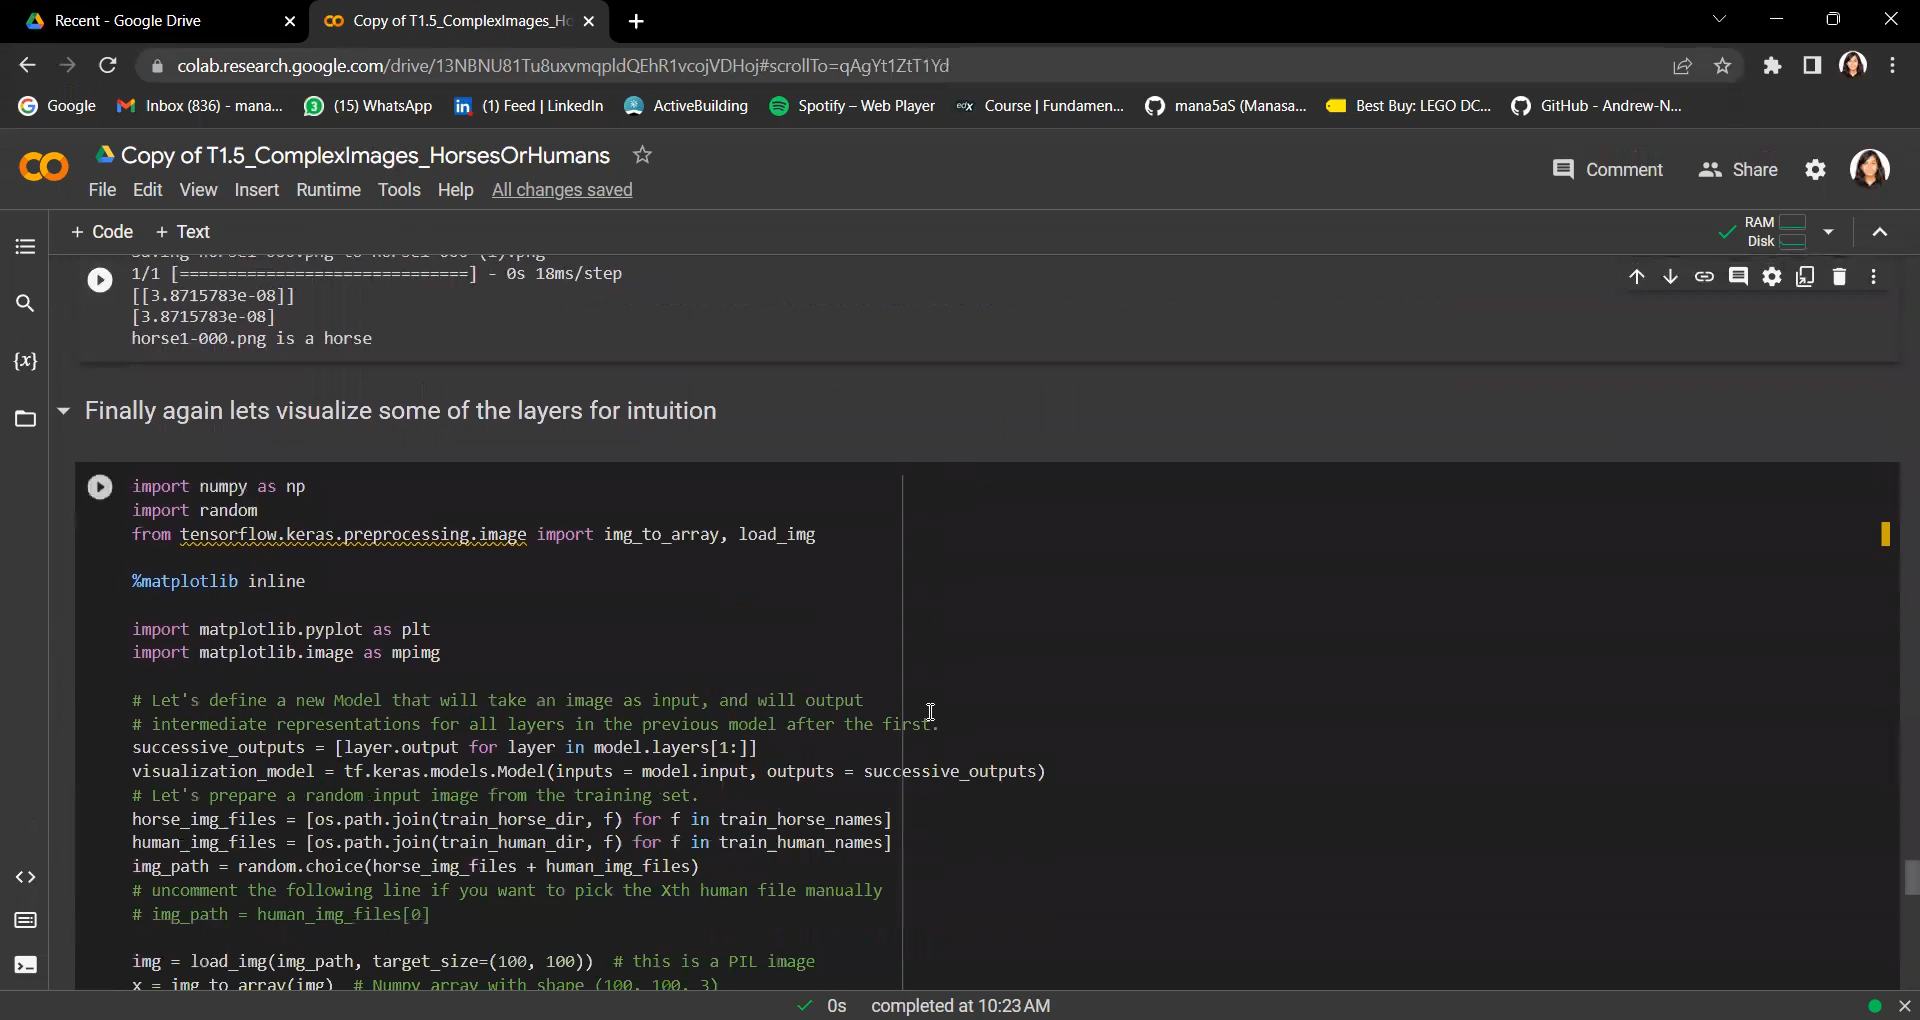 Recent - Google Drive
Copy of T1.5_ComplexImages_Ho
colab.research.google.com/drive/13NBNU81Tu8uxvmqpldQEhR1vcojVDHoj#scrollTo=qAgYt1ZtT1Yd
Google
Inbox (836) - mana...
3
(15) WhatsApp
in
(1) Feed | LinkedIn
ActiveBuilding
Spotify – Web Player
edX
Course | Fundamen...
mana5aS (Manasa...
Best Buy: LEGO DC...
GitHub - Andrew-N...
Copy of T1.5_ComplexImages_HorsesOrHumans
File Edit View Insert Runtime Tools Help All changes saved
Comment
Share
+ Code + Text
RAM
Disk
1/1 [==============================] - 0s 18ms/step
[[3.8715783e-08]]
[3.8715783e-08]
horse1-000.png is a horse
{x}
Finally again lets visualize some of the layers for intuition
import numpy as np
import random
from tensorflow.keras.preprocessing.image import img_to_array, load_img
%matplotlib inline
import matplotlib.pyplot as plt
import matplotlib.image as mpimg
# Let's define a new Model that will take an image as input, and will output
# intermediate representations for all layers in the previous model after the first.
successive_outputs = [layer.output for layer in model.layers[1:]]
visualization_model = tf.keras.models.Model(inputs = model.input, outputs = successive_outputs)
# Let's prepare a random input image from the training set.
horse_img_files = [os.path.join(train_horse_dir, f) for f in train_horse_names]
human_img_files = [os.path.join(train_human_dir, f) for f in train_human_names]
img_path = random.choice(horse_img_files + human_img_files)
# uncomment the following line if you want to pick the Xth human file manually
# img_path = human_img_files[0]
img = load_img(img_path, target_size=(100, 100)) # this is a PIL image
x = img_to_array(img) # Numpy array with shape (100, 100, 3)
0s completed at 10:23 AM